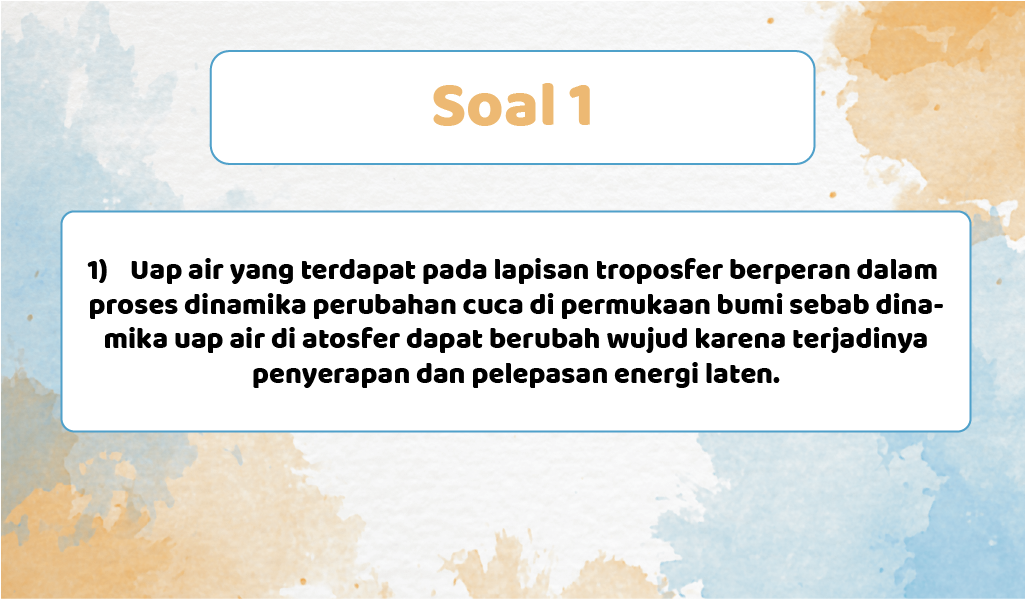 Soal 1
1) Uap air yang terdapat pada lapisan troposfer berperan dalam
proses dinamika perubahan cuca di permukaan bumi sebab dina-
mika uap air di atosfer dapat berubah wujud karena terjadinya
penyerapan dan pelepasan energi laten.